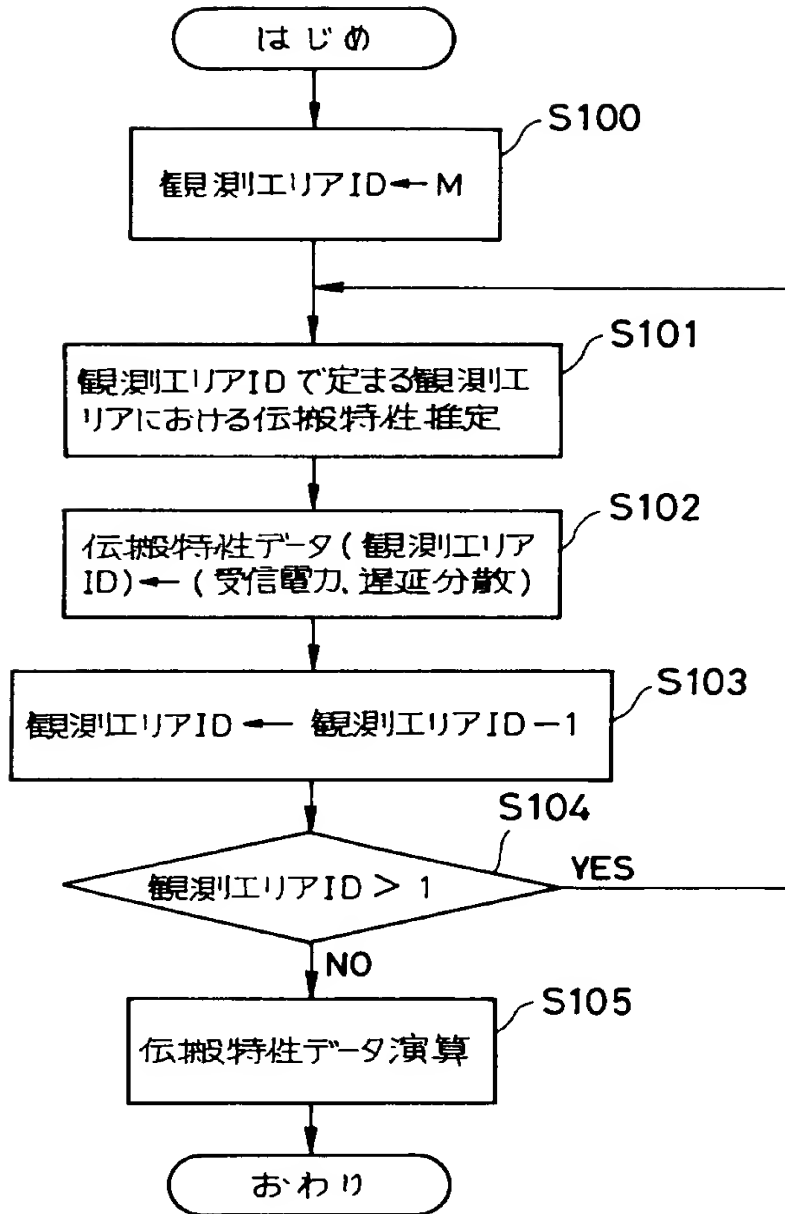 はじめ
S100
観測エリアID←M
S101
観測エリアIDで定まる観測エ
リアにおける伝搬特性推定
S102
伝搬特性データ(観測エリア
ID)←(受信電力、遅延分散)
S103
観測エリアID ← 観測エリアID-1
S104
観測エリアID > 1
YES
NO
S105
伝搬特性データ演算
おわり